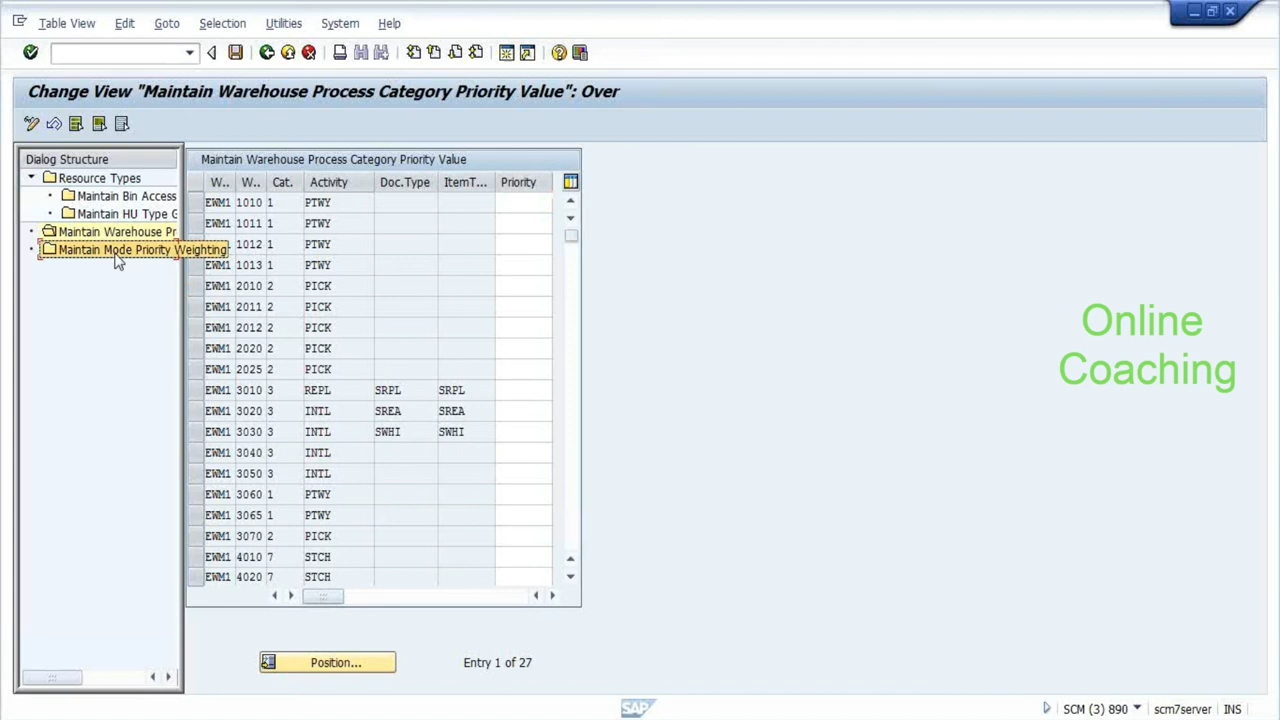 Table View Edit Goto Selection Utilities System Help
Change View "Maintain Warehouse Process Category Priority Value": Over
Dialog Structure
Resource Types
Maintain Bin Access
Maintain HU Type G
Maintain Warehouse Pr
Maintain Mode Priority Weighting
Maintain Warehouse Process Category Priority Value
W.. W.. Cat. Activity Doc.Type ItemT... Priority
EWM1 1010 1 PTWY
EWM1 1011 1 PTWY
EWM1 1012 1 PTWY
EWM1 1013 1 PTWY
EWM1 2010 2 PICK
EWM1 2011 2 PICK
EWM1 2012 2 PICK
EWM1 2020 2 PICK
EWM1 2025 2 PICK
EWM1 3010 3 REPL SRPL SRPL
EWM1 3020 3 INTL SREA SREA
EWM1 3030 3 INTL SWHI SWHI
EWM1 3040 3 INTL
EWM1 3050 3 INTL
EWM1 3060 1 PTWY
EWM1 3065 1 PTWY
EWM1 3070 2 PICK
EWM1 4010 7 STCH
EWM1 4020 7 STCH
Position... Entry 1 of 27
Online
Coaching
SAP SCM (3) 890 scm7server INS